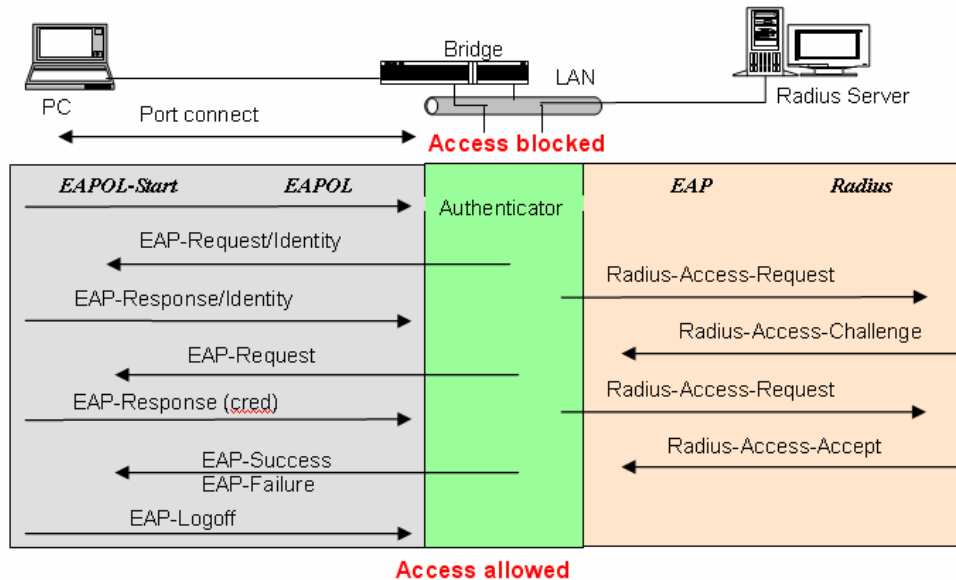 Bridge
LAN
PC
Radius Server
Port connect
Access blocked
EAPOL-Start EAPOL
EAP Radius
Authenticator
EAP-Request/Identity
Radius-Access-Request
EAP-Response/Identity
Radius-Access-Challenge
EAP-Request
Radius-Access-Request
EAP-Response (cred)
Radius-Access-Accept
EAP-Success
EAP-Failure
EAP-Logoff
Access allowed